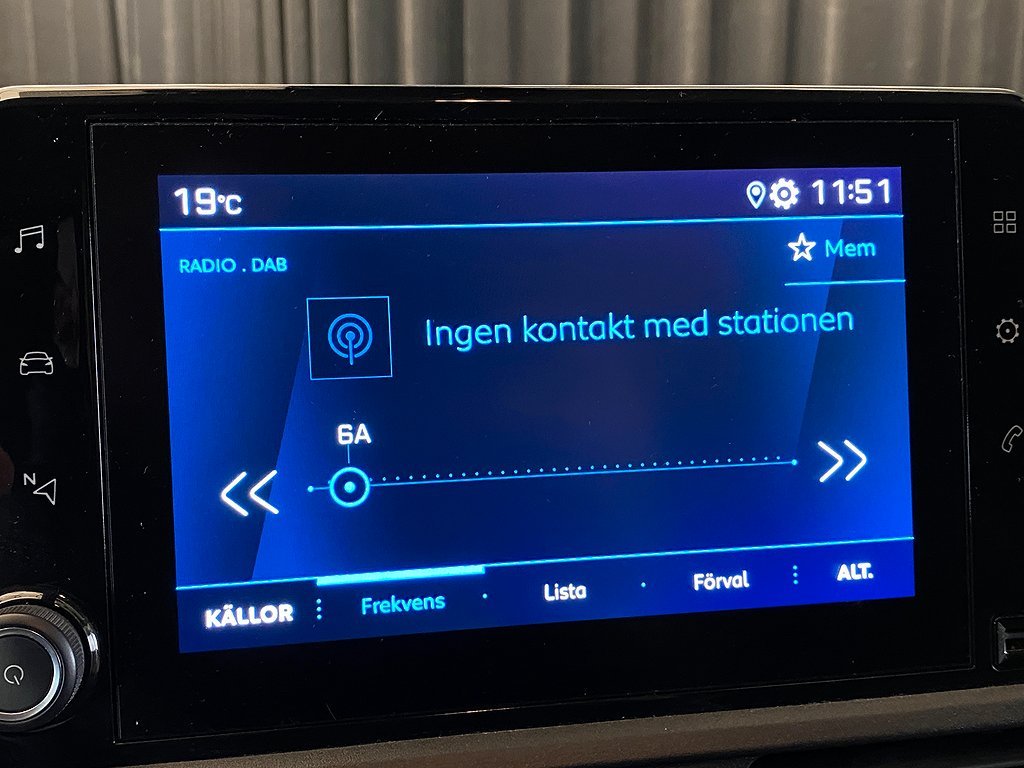 19°C 11:51
RADIO . DAB
Mem
Ingen kontakt med stationen
6A
N
KÄLLOR Frekvens Lista Förval ALT.